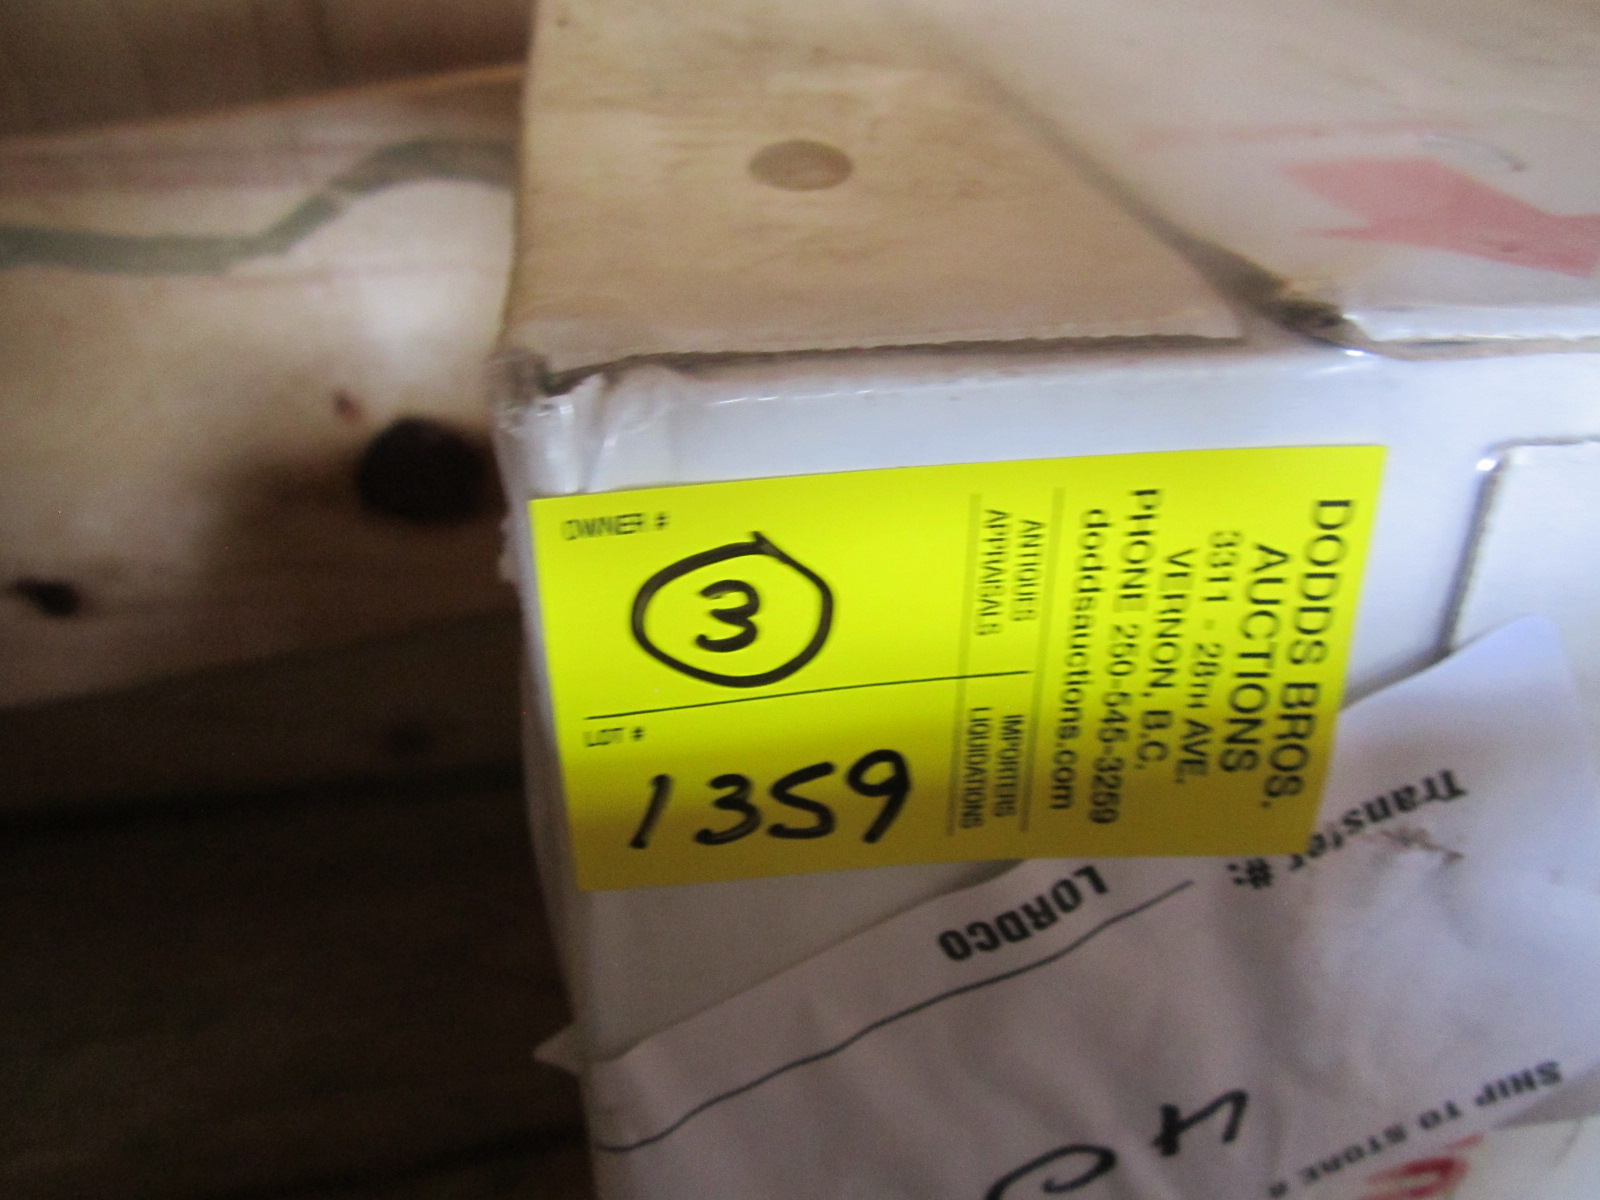 DODDS BROS.
AUCTIONS
3311 - 28TH AVE.
VERNON, B.C.
PHONE 250-545-3259
doddsauctions.com
ANTIQUES
APPRAISALS
IMPORTERS
LIQUIDATIONS
OWNER #
3
LOT #
1359
LORDCO
Transfer #:
SHIP TO STORE #